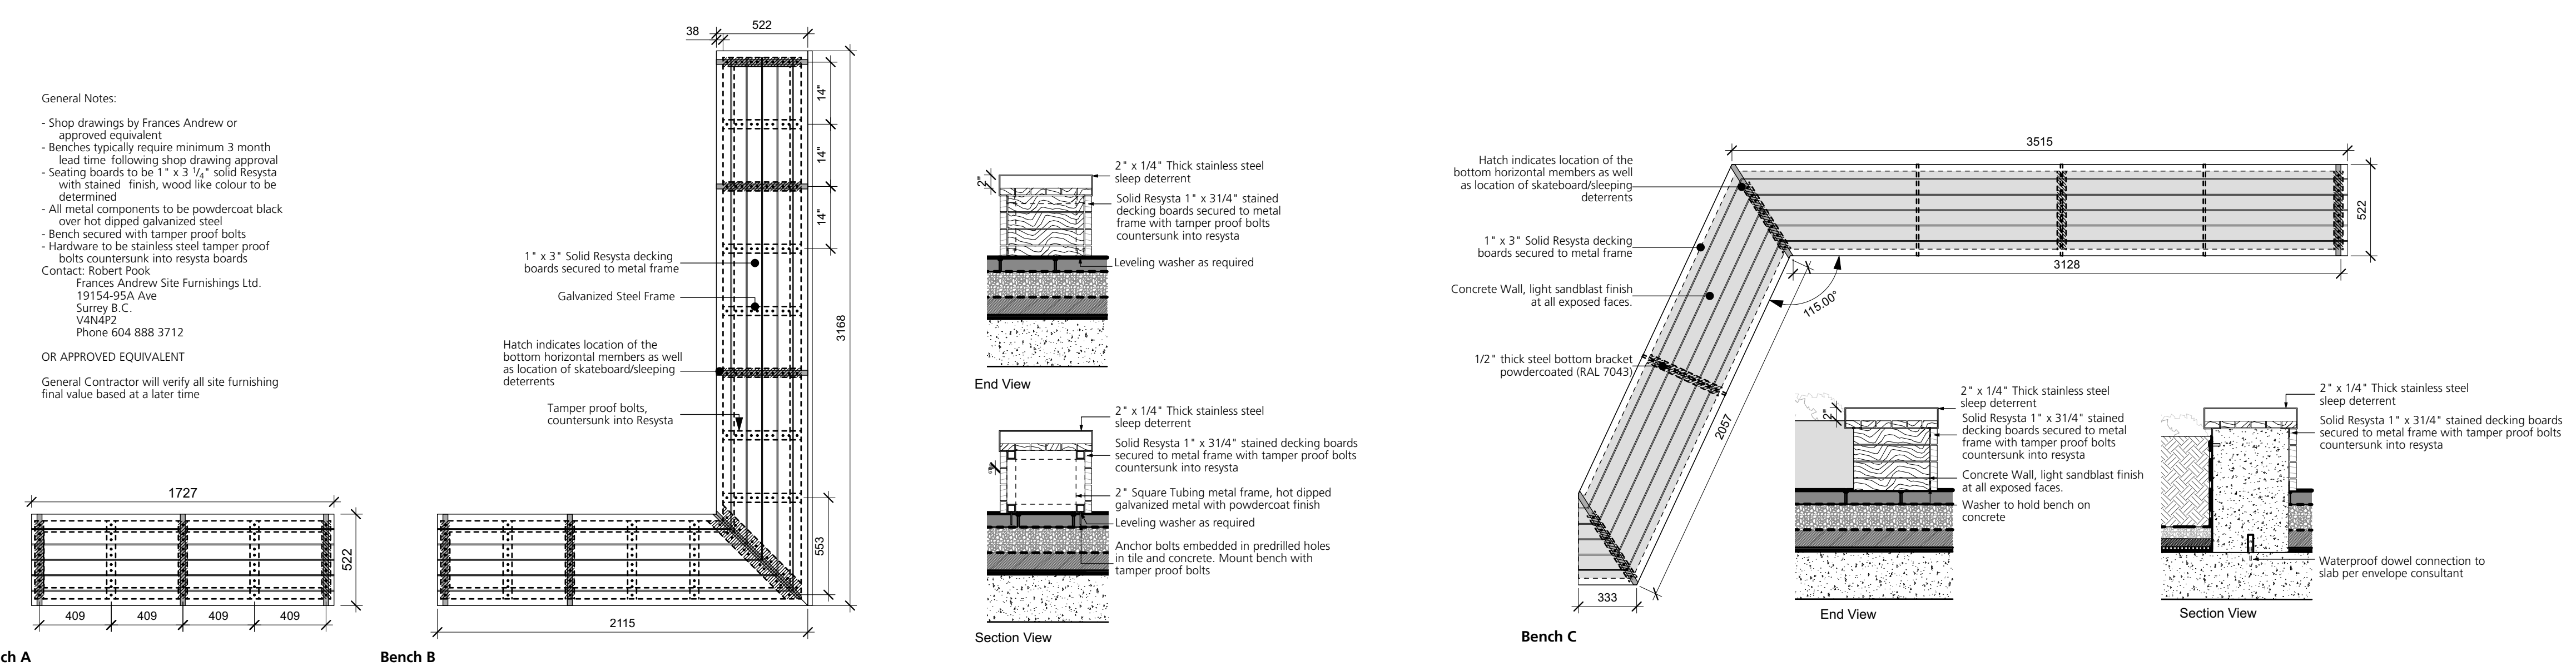 General Notes:
- Shop drawings by Frances Andrew or
approved equivalent
- Benches typically require minimum 3 month
lead time following shop drawing approval
- Seating boards to be 1" x 3 1/4" solid Resysta
with stained finish, wood like colour to be
determined
- All metal components to be powdercoat black
over hot dipped galvanized steel
- Bench secured with tamper proof bolts
- Hardware to be stainless steel tamper proof
bolts countersunk into resysta boards
Contact: Robert Pook
Frances Andrew Site Furnishings Ltd.
19154-95A Ave
Surrey B.C.
V4N4P2
Phone 604 888 3712
OR APPROVED EQUIVALENT
General Contractor will verify all site furnishing
final value based at a later time
1727
522
409
409
409
409
ch A
38
522
14"
14"
14"
3168
553
2115
1" x 3" Solid Resysta decking
boards secured to metal frame
Galvanized Steel Frame
Hatch indicates location of the
bottom horizontal members as well
as location of skateboard/sleeping
deterrents
Tamper proof bolts,
countersunk into Resysta
Bench B
2"
2" x 1/4" Thick stainless steel
sleep deterrent
Solid Resysta 1" x 31/4" stained
decking boards secured to metal
frame with tamper proof bolts
countersunk into resysta
Leveling washer as required
End View
2" x 1/4" Thick stainless steel
sleep deterrent
Solid Resysta 1" x 31/4" stained decking boards
secured to metal frame with tamper proof bolts
countersunk into resysta
2" Square Tubing metal frame, hot dipped
galvanized metal with powdercoat finish
Leveling washer as required
Anchor bolts embedded in predrilled holes
in tile and concrete. Mount bench with
tamper proof bolts
Section View
3515
522
3128
115.00°
2057
333
Hatch indicates location of the
bottom horizontal members as well
as location of skateboard/sleeping
deterrents
1" x 3" Solid Resysta decking
boards secured to metal frame
Concrete Wall, light sandblast finish
at all exposed faces.
1/2" thick steel bottom bracket
powdercoated (RAL 7043)
Bench C
2"
2" x 1/4" Thick stainless steel
sleep deterrent
Solid Resysta 1" x 31/4" stained
decking boards secured to metal
frame with tamper proof bolts
countersunk into resysta
Concrete Wall, light sandblast finish
at all exposed faces.
Washer to hold bench on
concrete
End View
2" x 1/4" Thick stainless steel
sleep deterrent
Solid Resysta 1" x 31/4" stained decking boards
secured to metal frame with tamper proof bolts
countersunk into resysta
Waterproof dowel connection to
slab per envelope consultant
Section View